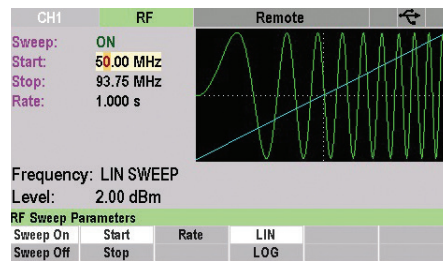 CH1 RF Remote
Sweep: ON
Start: 50.00 MHz
Stop: 93.75 MHz
Rate: 1.000 s
Frequency: LIN SWEEP
Level: 2.00 dBm
RF Sweep Parameters
Sweep On Start Rate LIN
Sweep Off Stop LOG